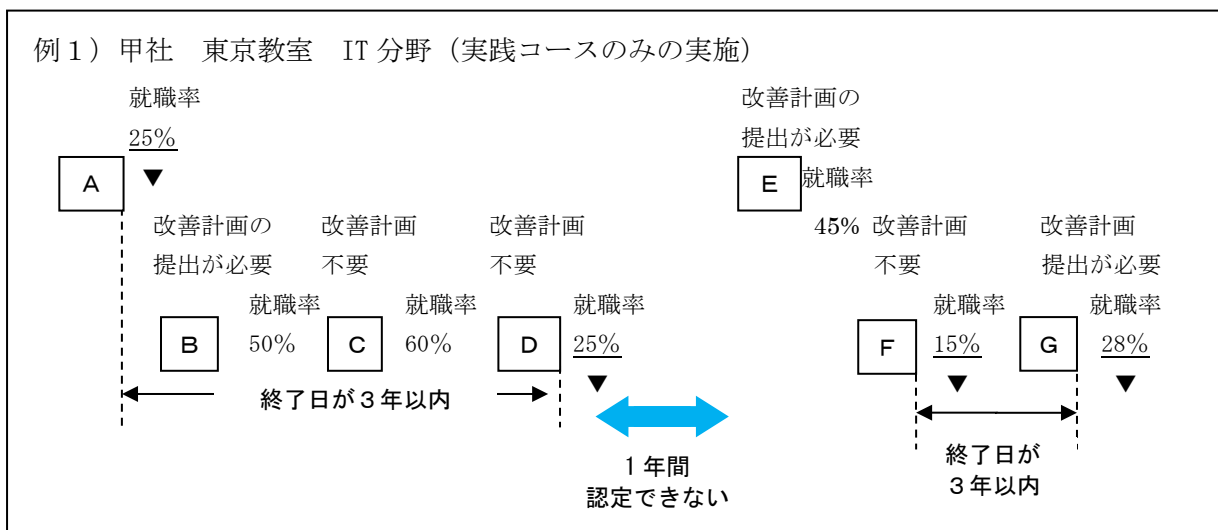 例１）甲社　東京教室　IT 分野（実践コースのみの実施）
就職率
25%
▼
A
改善計画の
提出が必要
E
就職率
45%
改善計画の
提出が必要
就職率
B
50%
改善計画
不要
就職率
C
60%
改善計画
不要
就職率
D
25%
▼
改善計画
不要
就職率
F
15%
▼
改善計画
提出が必要
就職率
G
28%
▼
終了日が３年以内
１年間
認定できない
終了日が
３年以内